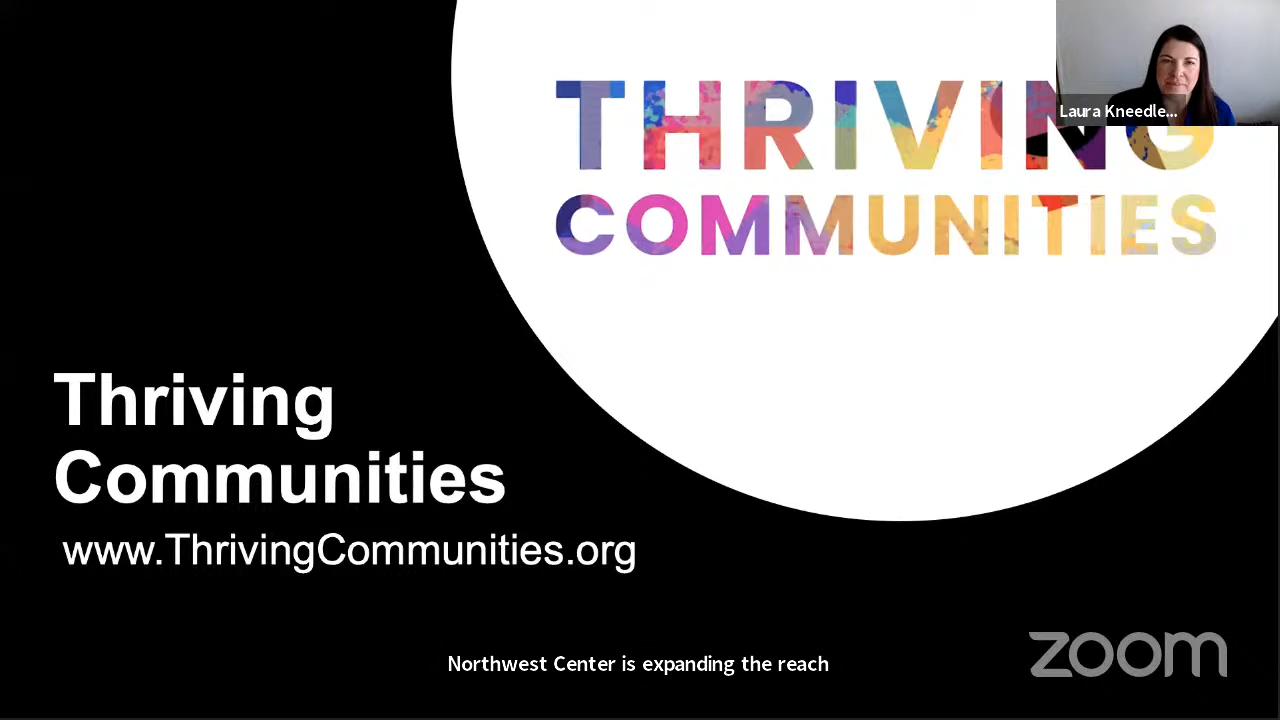 THRIVING
COMMUNITIES
Laura Kneedle...
Thriving
Communities
www.ThrivingCommunities.org
Northwest Center is expanding the reach
zoom